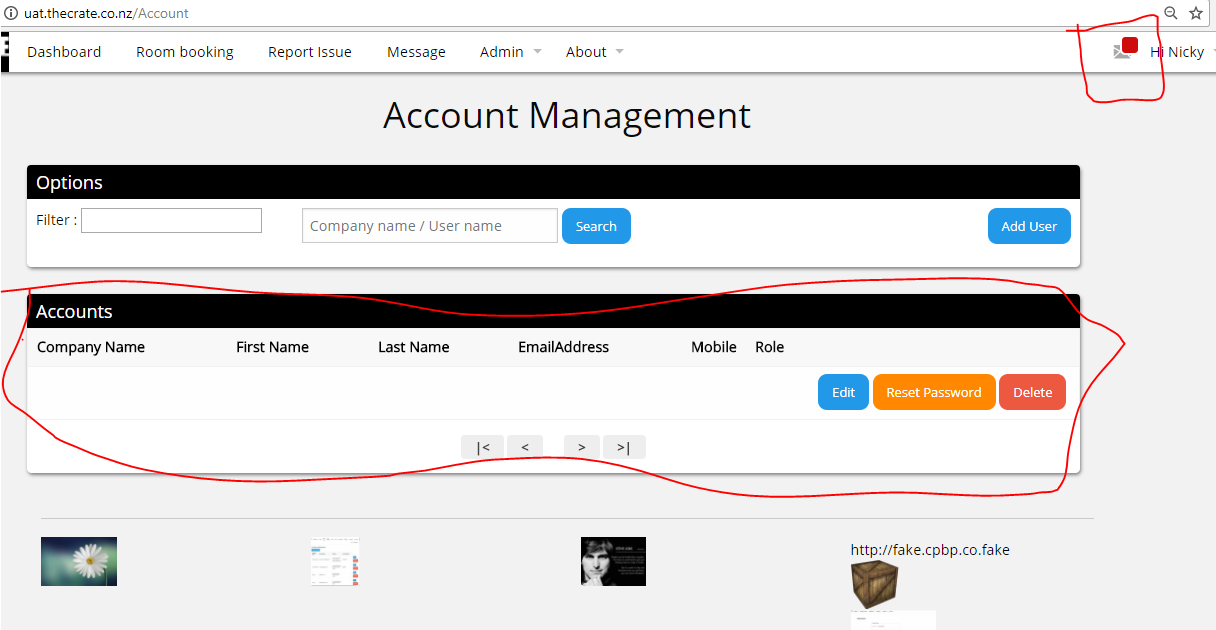 uat.thecrate.co.nz/Account
Dashboard Room booking Report Issue Message Admin About Hi Nicky
Account Management
Options
Filter : Company name / User name Search Add User
Accounts
Company Name First Name Last Name EmailAddress Mobile Role
Edit Reset Password Delete
|< < > >|
http://fake.cpbp.co.fake